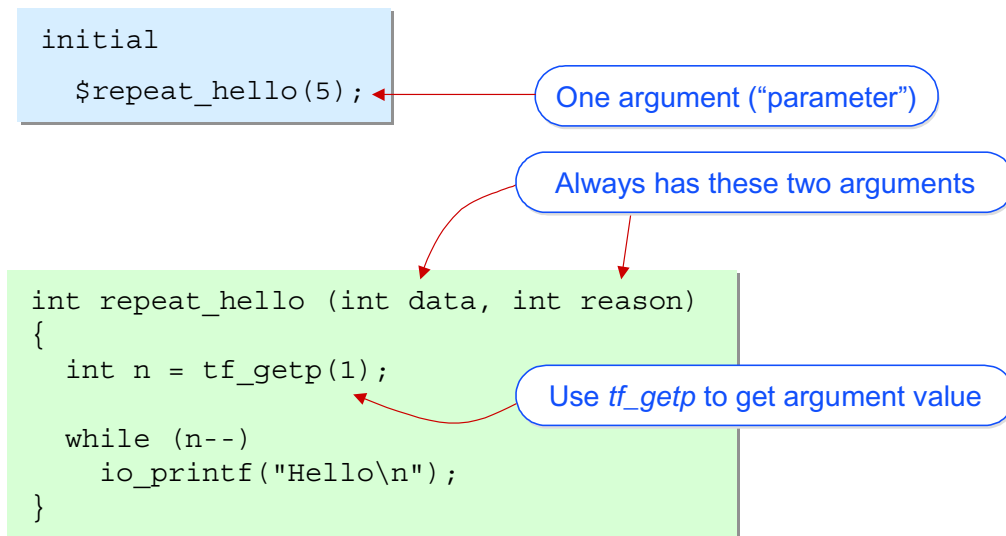 initial
$repeat_hello(5);
One argument (“parameter”)
Always has these two arguments
int repeat_hello (int data, int reason)
{
int n = tf_getp(1);
Use tf_getp to get argument value
while (n--)
io_printf("Hello\n");
}